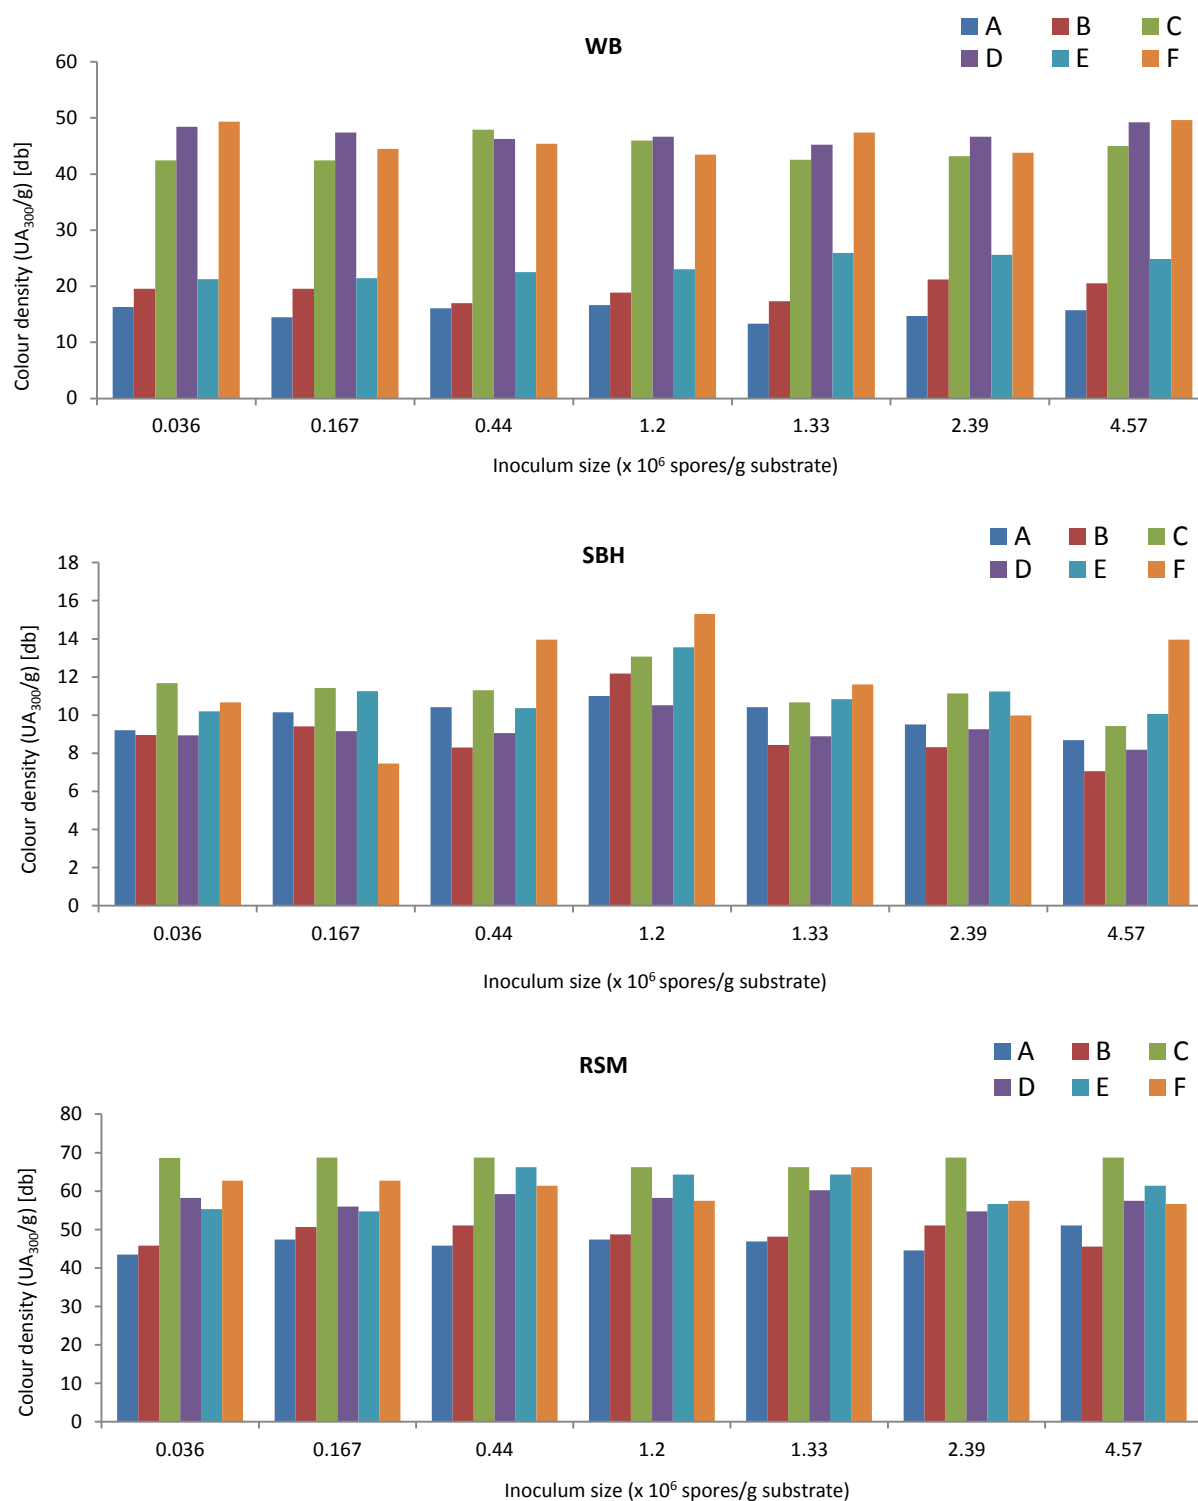 WB
A B C
D E F
Colour density (UA300/g) [db]
60
50
40
30
20
10
0
0.036 0.167 0.44 1.2 1.33 2.39 4.57
Inoculum size (x 10⁶ spores/g substrate)
SBH
A B C
D E F
Colour density (UA300/g) [db]
18
16
14
12
10
8
6
4
2
0
0.036 0.167 0.44 1.2 1.33 2.39 4.57
Inoculum size (x 10⁶ spores/g substrate)
RSM
A B C
D E F
Colour density (UA300/g) [db]
80
70
60
50
40
30
20
10
0
0.036 0.167 0.44 1.2 1.33 2.39 4.57
Inoculum size (x 10⁶ spores/g substrate)